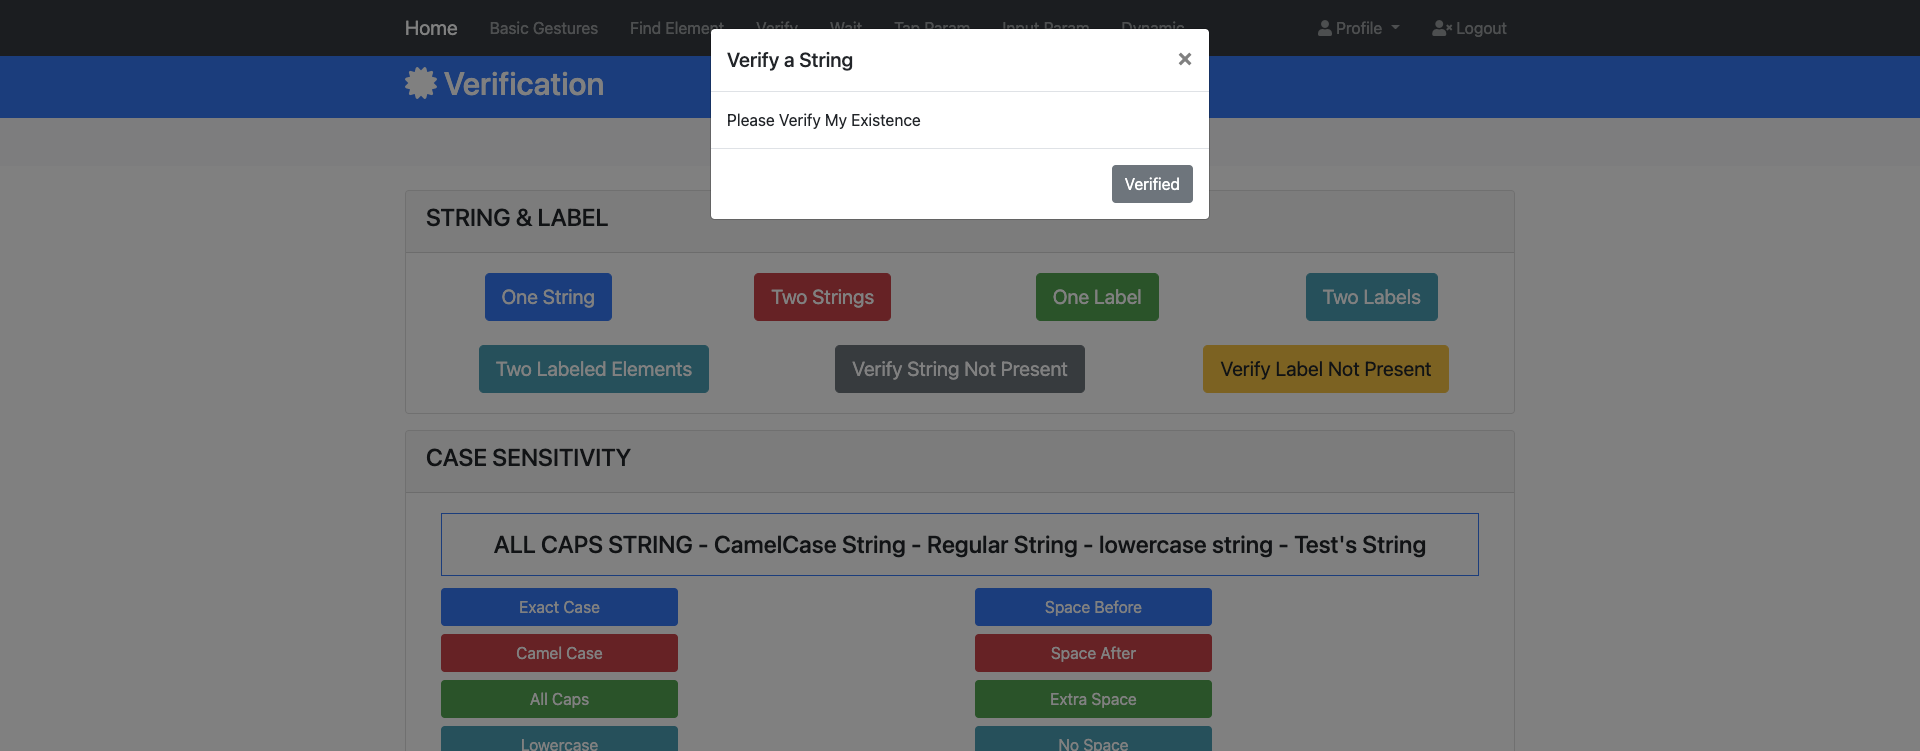 Home Basic Gestures Find Element Verify Wait Tap Param Input Param Dynamic Profile Logout
Verify a String ×
Verification
Please Verify My Existence
Verified
STRING & LABEL
One String Two Strings One Label Two Labels
Two Labeled Elements Verify String Not Present Verify Label Not Present
CASE SENSITIVITY
ALL CAPS STRING - CamelCase String - Regular String - lowercase string - Test's String
Exact Case Space Before
Camel Case Space After
All Caps Extra Space
Lowercase No Space